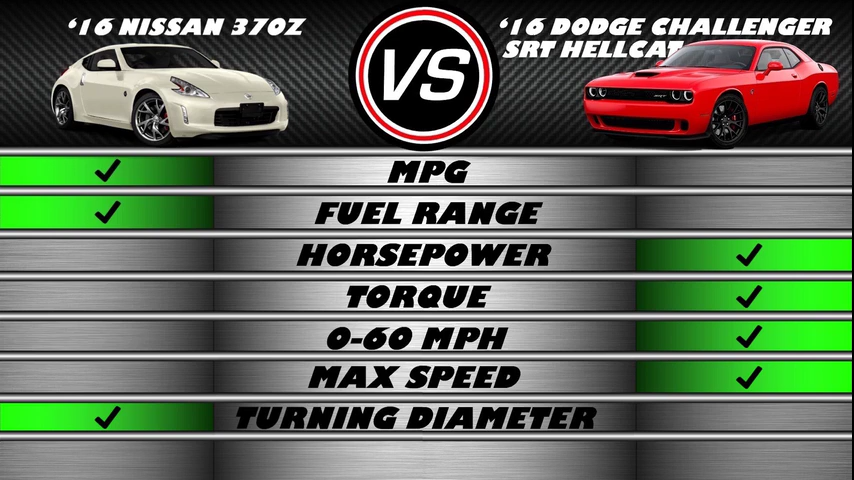 ‘16 NISSAN 370Z
VS
‘16 DODGE CHALLENGER
SRT HELLCAT
MPG
FUEL RANGE
HORSEPOWER
TORQUE
0-60 MPH
MAX SPEED
TURNING DIAMETER